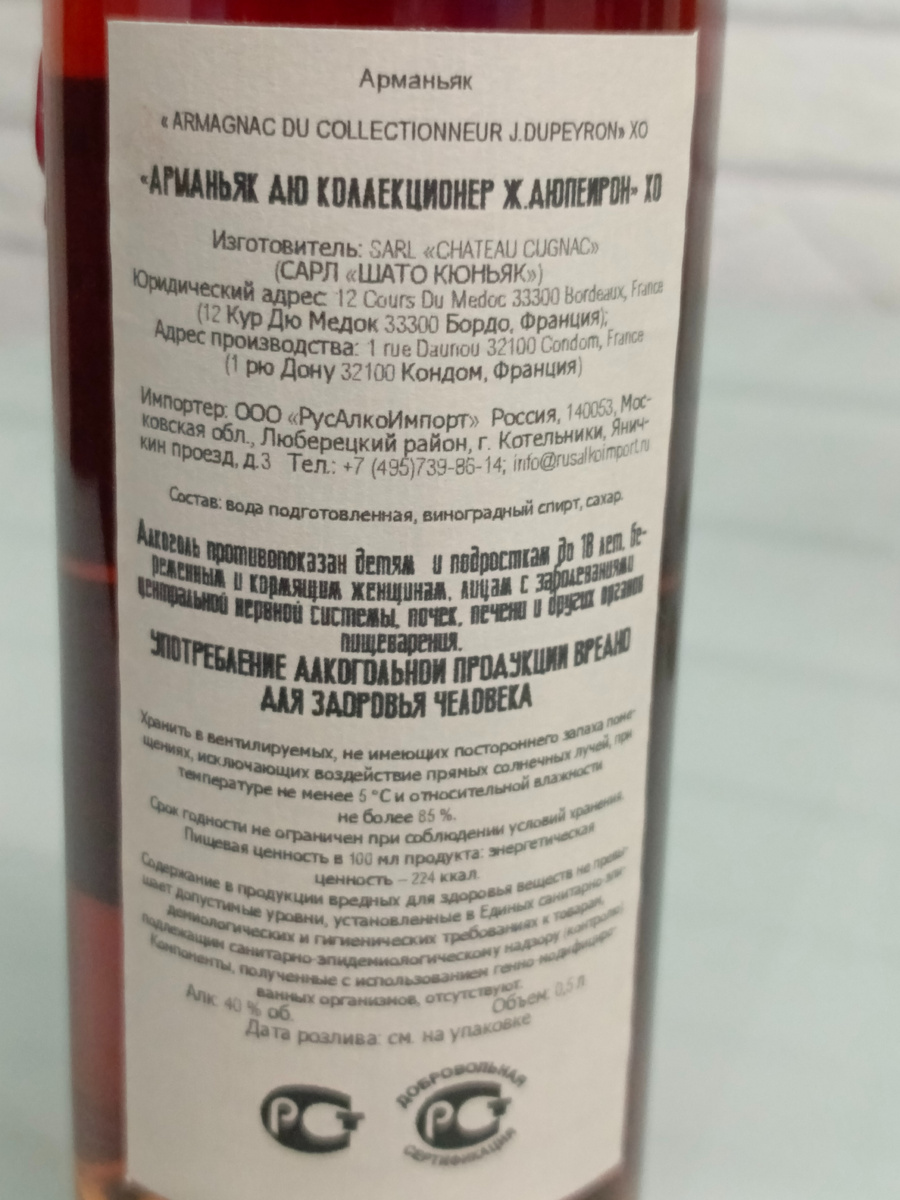 Арманьяк
« ARMAGNAC DU COLLECTIONNEUR J.DUPEYRON» XO
«АРМАНЬЯК ДЮ КОЛЛЕКЦИОНЕР Ж.ДЮПЕИРОН» ХО
Изготовитель: SARL «CHATEAU CUGNAC»
(САРЛ «ШАТО КЮНЬЯК»)
Юридический адрес: 12 Cours Du Medoc 33300 Bordeaux, France
(12 Кур Дю Медок 33300 Бордо, Франция);
Адрес производства: 1 rue Daunou 32100 Condom, France
(1 рю Дону 32100 Кондом, Франция)
Импортер: ООО «РусАлкоИмпорт» Россия, 140053, Мос-
ковская обл., Люберецкий район, г. Котельники, Янич-
кин проезд, д.3 Тел.: +7 (495)739-86-14; info@rusalkoimport.ru
Состав: вода подготовленная, виноградный спирт, сахар.
Алкоголь противопоказан детям и подросткам до 18 лет, бе-
ременным и кормящим женщинам, лицам с заболеваниями
центральной нервной системы, почек, печени и других органов
пищеварения.
УПОТРЕБЛЕНИЕ АЛКОГОЛЬНОЙ ПРОДУКЦИИ ВРЕДНО
ДЛЯ ЗДОРОВЬЯ ЧЕЛОВЕКА
Хранить в вентилируемых, не имеющих постороннего запаха поме-
щениях, исключающих воздействие прямых солнечных лучей, при
температуре не менее 5 °C и относительной влажности
не более 85 %.
Срок годности не ограничен при соблюдении условий хранения.
Пищевая ценность в 100 мл продукта: энергетическая
ценность – 224 ккал.
Содержание в продукции вредных для здоровья веществ не превы-
шает допустимые уровни, установленные в Единых санитарно-эпи-
демиологических и гигиенических требованиях к товарам,
подлежащим санитарно-эпидемиологическому надзору (контролю)
Компоненты, полученные с использованием генно-модифициро-
ванных организмов, отсутствуют.
Алк. 40 % об. Объем: 0,5 л
Дата розлива: см. на упаковке
РСТ
ДОБРОВОЛЬНАЯ
РСТ
СЕРТИФИКАЦИЯ